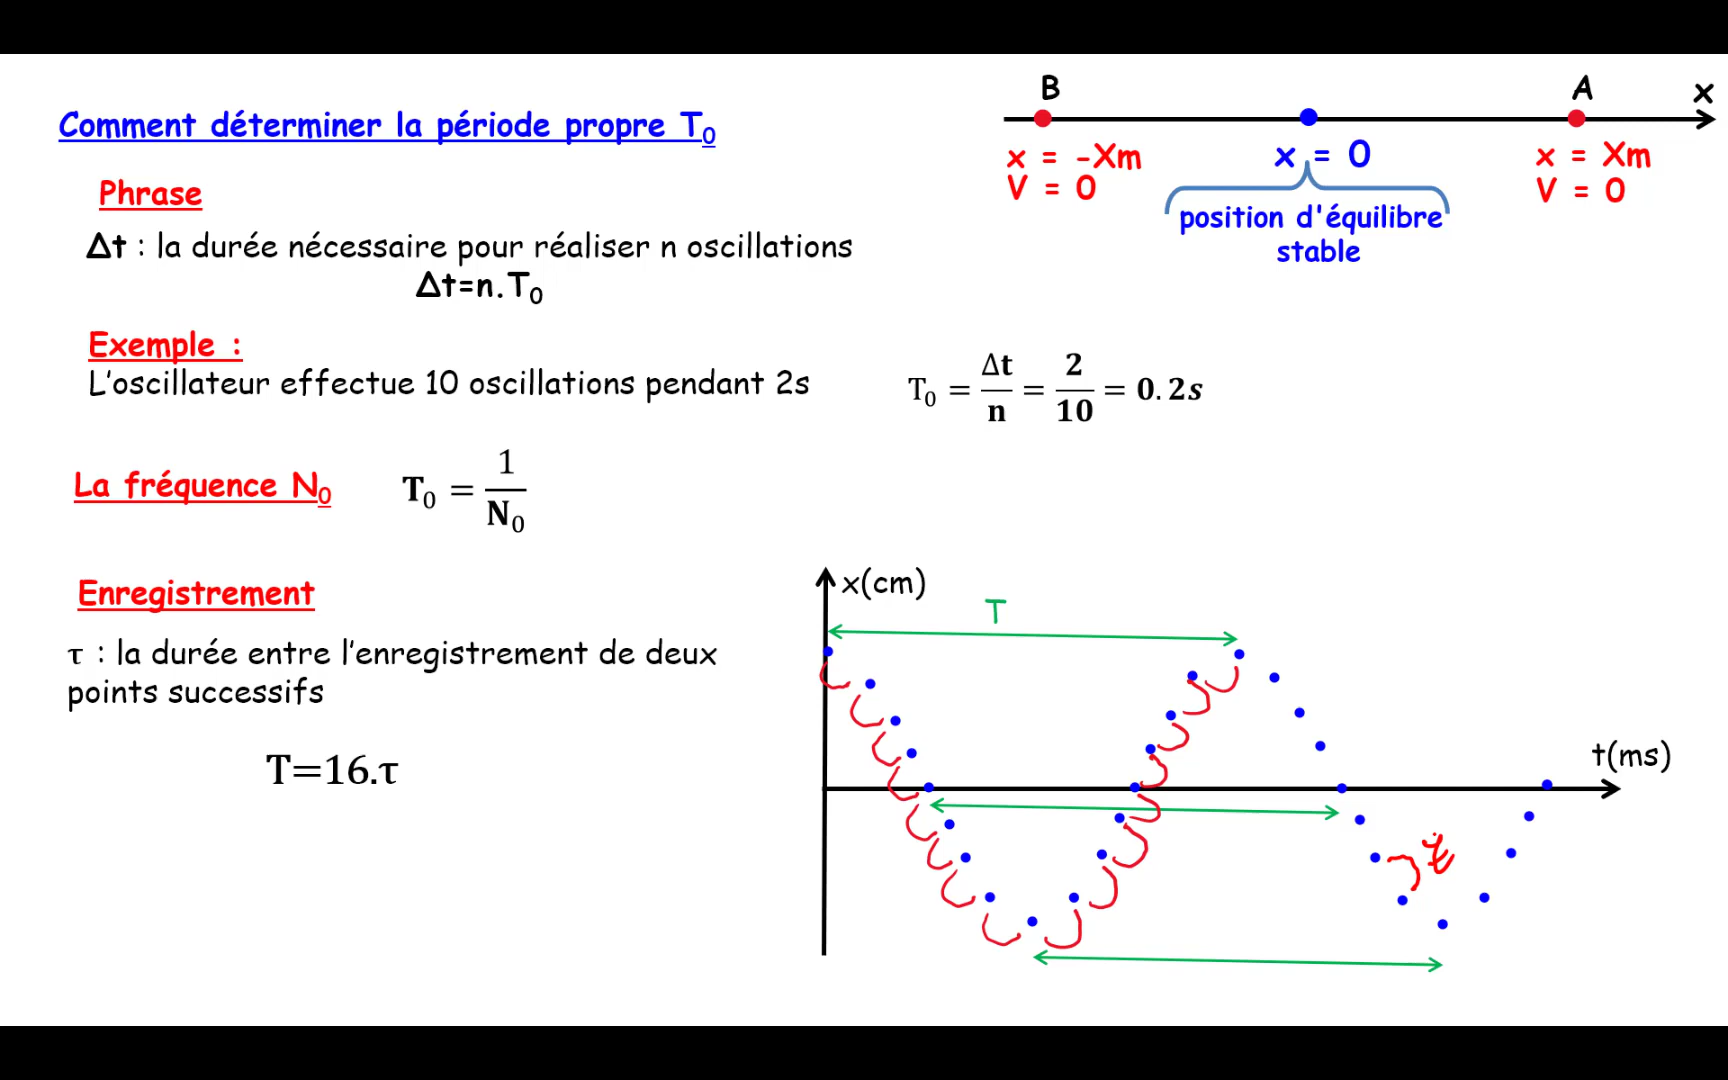 Comment déterminer la période propre T₀
Phrase
Δt : la durée nécessaire pour réaliser n oscillations
Δt=n.T₀
Exemple :
L'oscillateur effectue 10 oscillations pendant 2s
T₀ = Δt/n = 2/10 = 0.2s
La fréquence N₀
T₀ = 1/N₀
Enregistrement
τ : la durée entre l'enregistrement de deux
points successifs
T=16.τ
B
A
x
x = -Xm
V = 0
x = 0
x = Xm
V = 0
position d'équilibre
stable
x(cm)
T
t(ms)